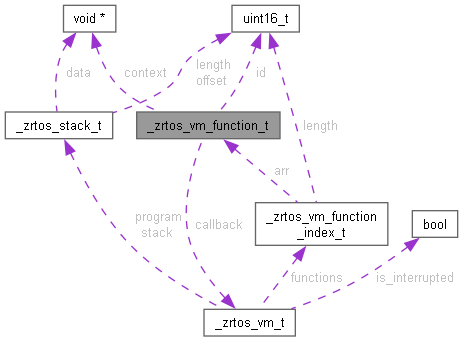 void *
uint16_t
data
context
length
offset
id
_zrtos_stack_t
_zrtos_vm_function_t
length
arr
program
stack
callback
_zrtos_vm_function
_index_t
bool
functions
is_interrupted
_zrtos_vm_t